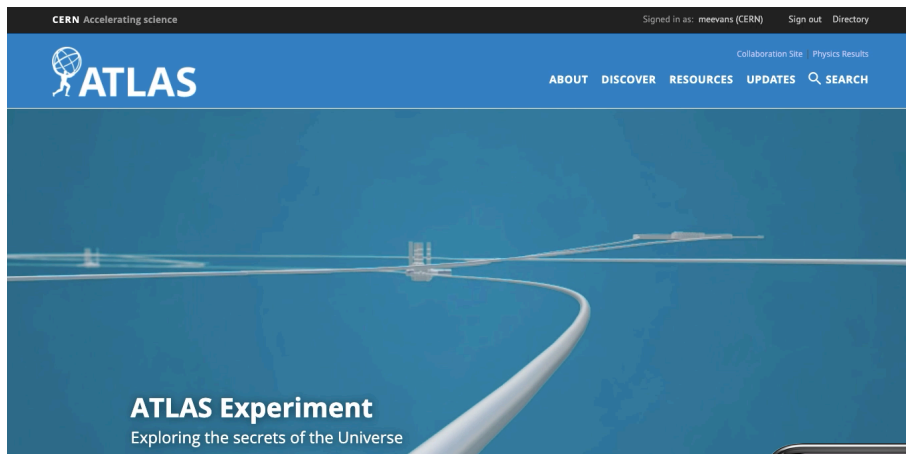 CERN Accelerating science
Signed in as: meevans (CERN) Sign out Directory
Collaboration Site | Physics Results
ATLAS
ABOUT DISCOVER RESOURCES UPDATES SEARCH
ATLAS Experiment
Exploring the secrets of the Universe